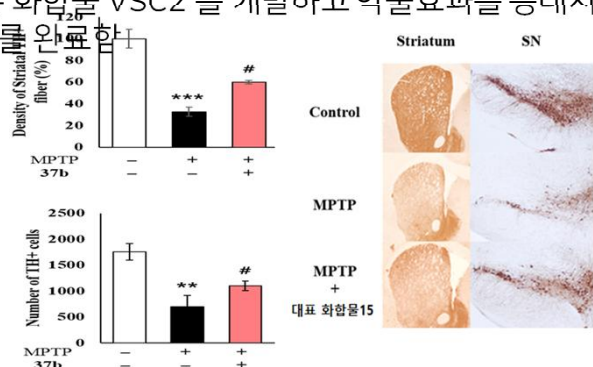 화합물 VSC2 를 개발하고 약물효과를 동태시
를 완료함
120
100
80
60
40
20
0
Density of Striatal TH+
fiber (%)
***
#
MPTP － + +
37b － － +
2500
2000
1500
1000
500
0
Number of TH+ cells
**
#
MPTP － + +
37b － － +
Striatum SN
Control
MPTP
MPTP
+
대표 화합물15